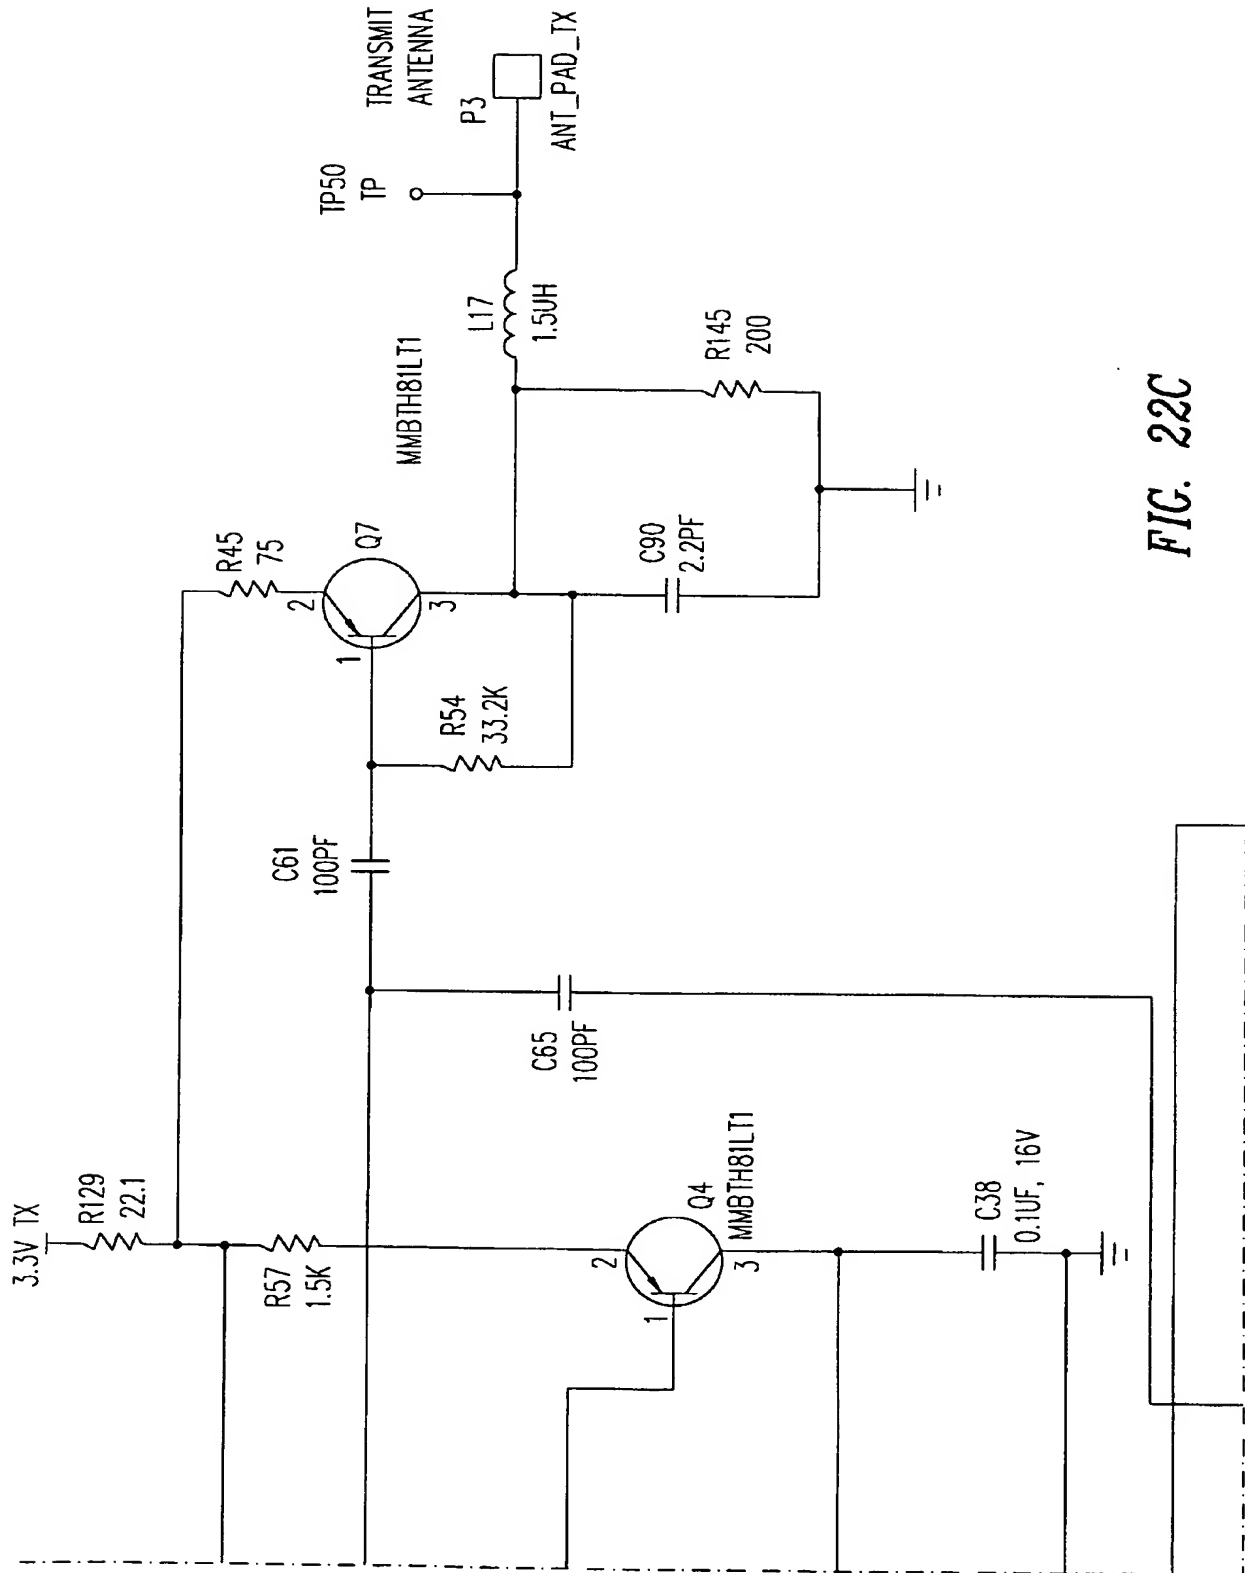 3.3V TX
R129
22.1
R57
1.5K
R45
75
2
Q7
1
3
MMBTH81LT1
TP50
TP
TRANSMIT
ANTENNA
P3
ANT_PAD_TX
L17
1.5UH
C61
100PF
R54
33.2K
C90
2.2PF
R145
200
C65
100PF
2
Q4
MMBTH81LT1
1
3
C38
0.1UF, 16V
FIG. 22C